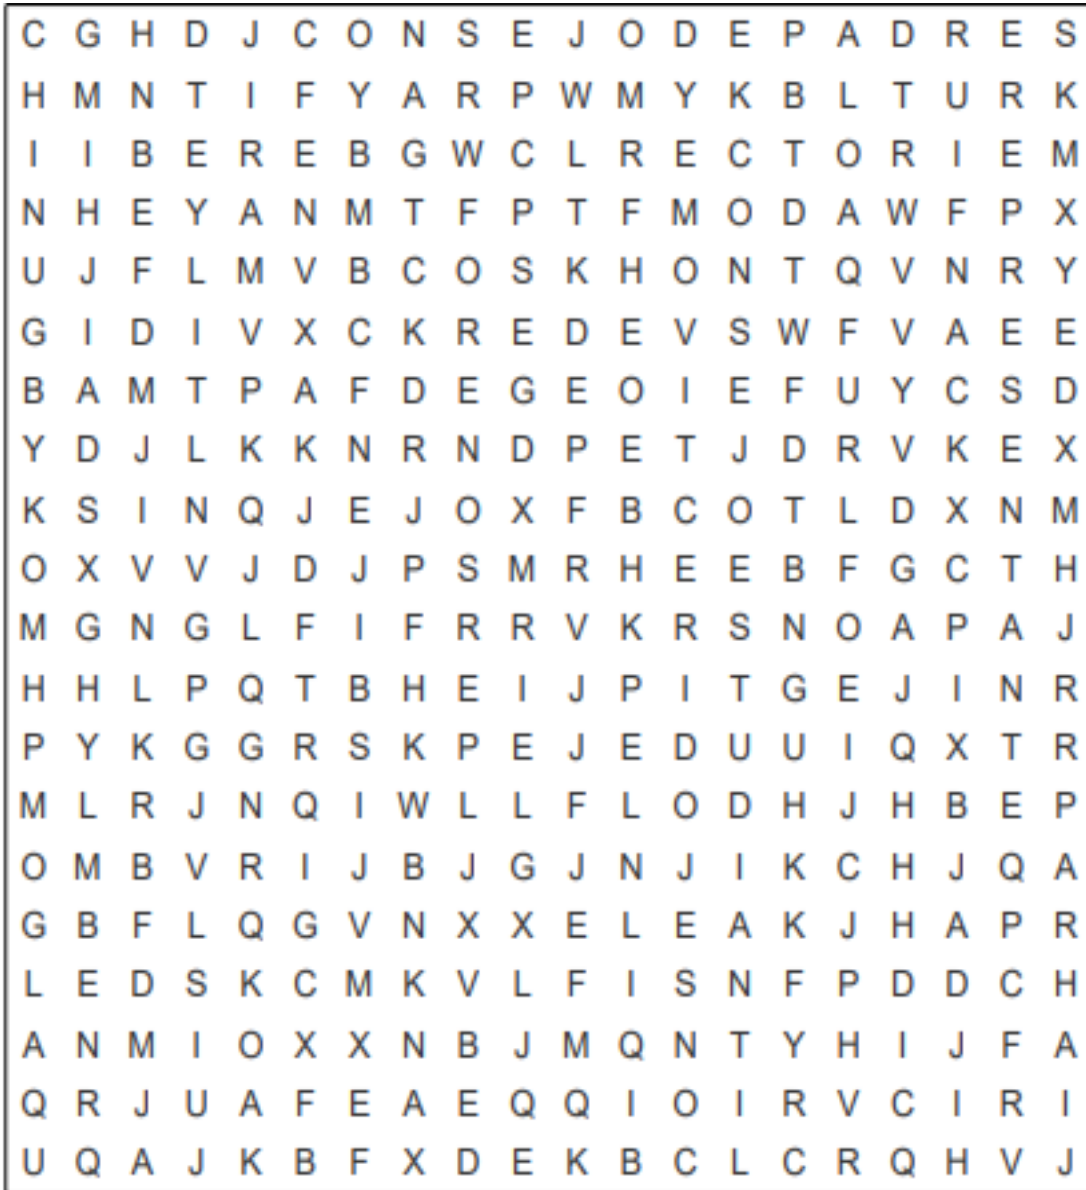 C G H D J C O N S E J O D E P A D R E S
H M N T I F Y A R P W M Y K B L T U R K
I I B E R E B G W C L R E C T O R I E M
N H E Y A N M T F P T F M O D A W F P X
U J F L M V B C O S K H O N T Q V N R Y
G I D I V X C K R E D E V S W F V A E E
B A M T P A F D E G E O I E F U Y C S D
Y D J L K K N R N D P E T J D R V K E X
K S I N Q J E J O X F B C O T L D X N M
O X V V J D J P S M R H E E B F G C T H
M G N G L F I F R R V K R S N O A P A J
H H L P Q T B H E I J P I T G E J I N R
P Y K G G R S K P E J E D U U I Q X T R
M L R J N Q I W L L F L O D H J H B E P
O M B V R I J B J G J N J I K C H J Q A
G B F L Q G V N X X E L E A K J H A P R
L E D S K C M K V L F I S N F P D D C H
A N M I O X X N B J M Q N T Y H I J F A
Q R J U A F E A E Q Q I O I R V C I R I
U Q A J K B F X D E K B C L C R Q H V J